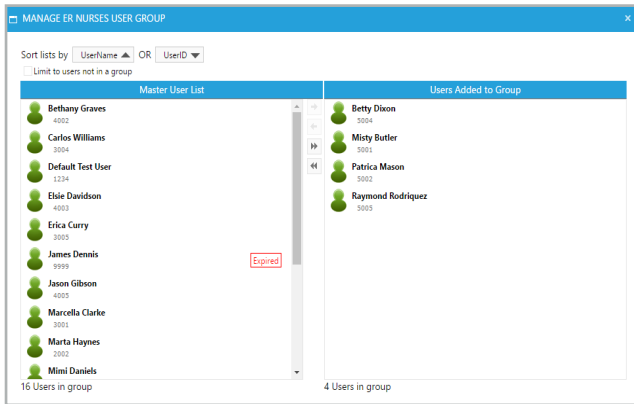 MANAGE ER NURSES USER GROUP
Sort lists by UserName OR UserID
Limit to users not in a group
Master User List
Bethany Graves
4002
Carlos Williams
3004
Default Test User
1234
Elsie Davidson
4003
Erica Curry
3005
James Dennis
9999
Expired
Jason Gibson
4005
Marcella Clarke
3001
Marta Haynes
2002
Mimi Daniels
16 Users in group
Users Added to Group
Betty Dixon
5004
Misty Butler
5001
Patrica Mason
5002
Raymond Rodriquez
5005
4 Users in group